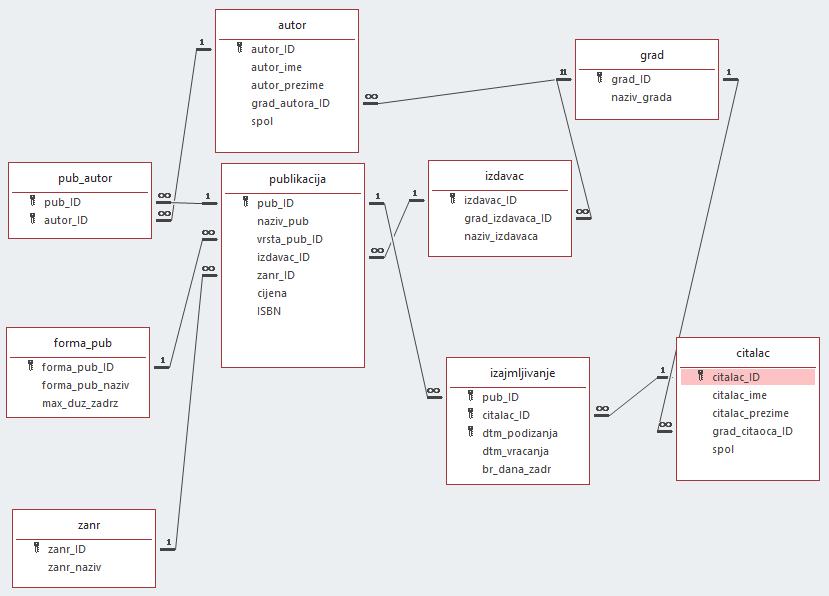 autor
autor_ID
autor_ime
autor_prezime
grad_autora_ID
spol
grad
grad_ID
naziv_grada
pub_autor
pub_ID
autor_ID
publikacija
pub_ID
naziv_pub
vrsta_pub_ID
izdavac_ID
zanr_ID
cijena
ISBN
izdavac
izdavac_ID
grad_izdavaca_ID
naziv_izdavaca
forma_pub
forma_pub_ID
forma_pub_naziv
max_duz_zadrz
izajmljivanje
pub_ID
citalac_ID
dtm_podizanja
dtm_vracanja
br_dana_zadr
citalac
citalac_ID
citalac_ime
citalac_prezime
grad_citaoca_ID
spol
zanr
zanr_ID
zanr_naziv
1
∞
1
1
1
∞
∞
1
1
1
∞
∞
∞
∞
1
∞
∞
1
∞
1